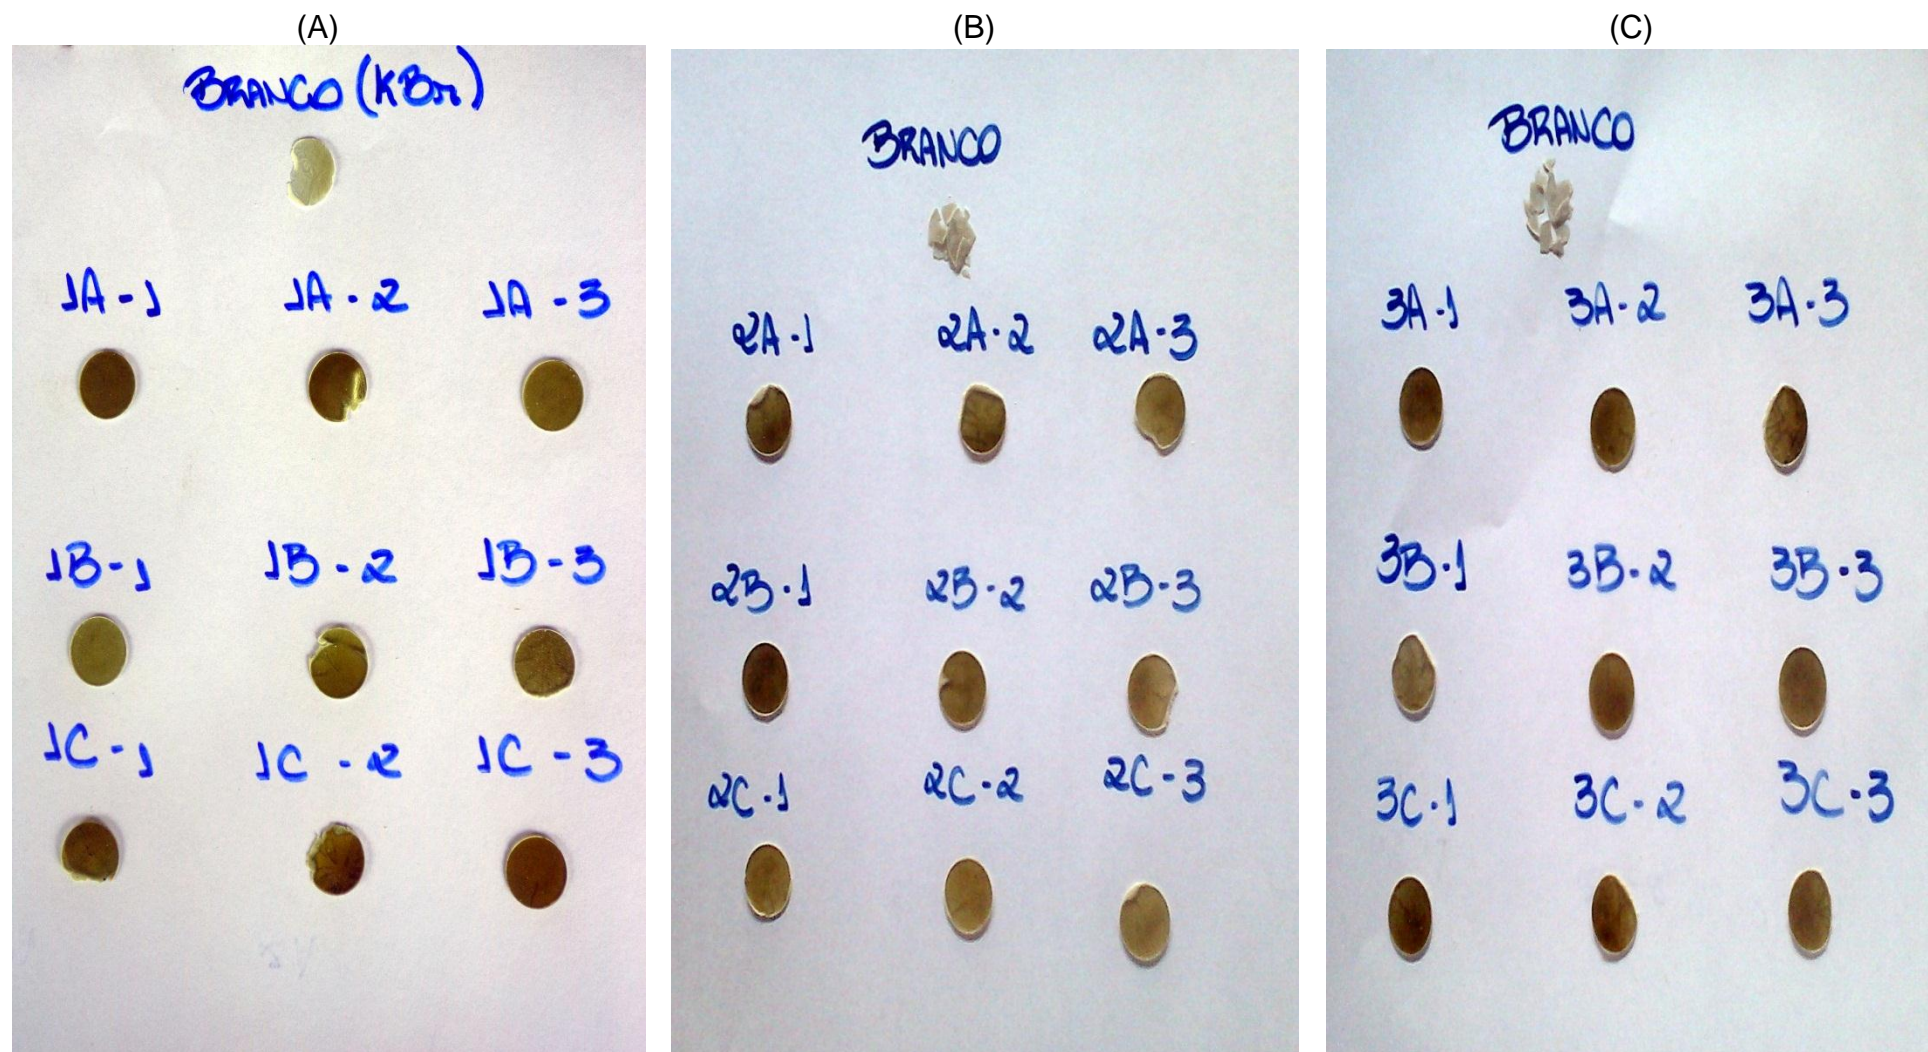 (A)
BRANCO (KBr)
1A-1 1A-2 1A-3
1B-1 1B-2 1B-3
1C-1 1C-2 1C-3
(B)
BRANCO
2A-1 2A-2 2A-3
2B-1 2B-2 2B-3
2C-1 2C-2 2C-3
(C)
BRANCO
3A-1 3A-2 3A-3
3B-1 3B-2 3B-3
3C-1 3C-2 3C-3